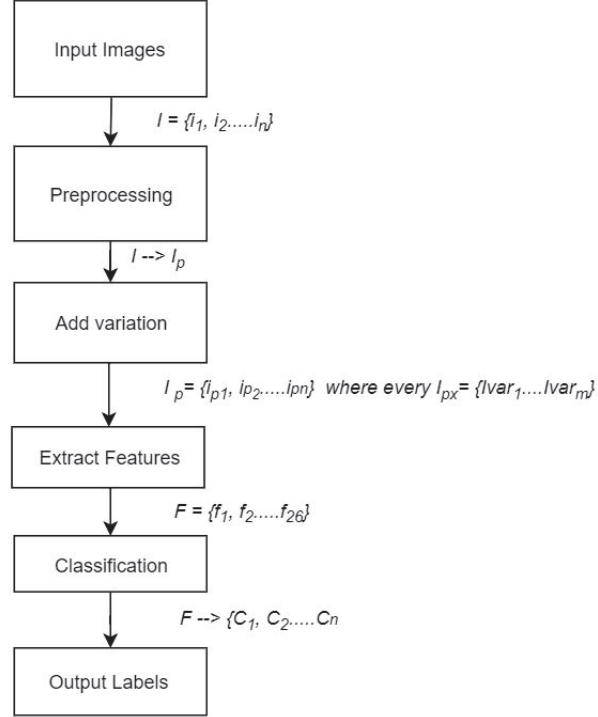 Input Images
I = {i1, i2.....in}
Preprocessing
I --> Ip
Add variation
I p= {ip1, ip2.....ipn} where every Ipx= {Ivar1....Ivarm}
Extract Features
F = {f1, f2.....f26}
Classification
F --> {C1, C2.....Cn
Output Labels